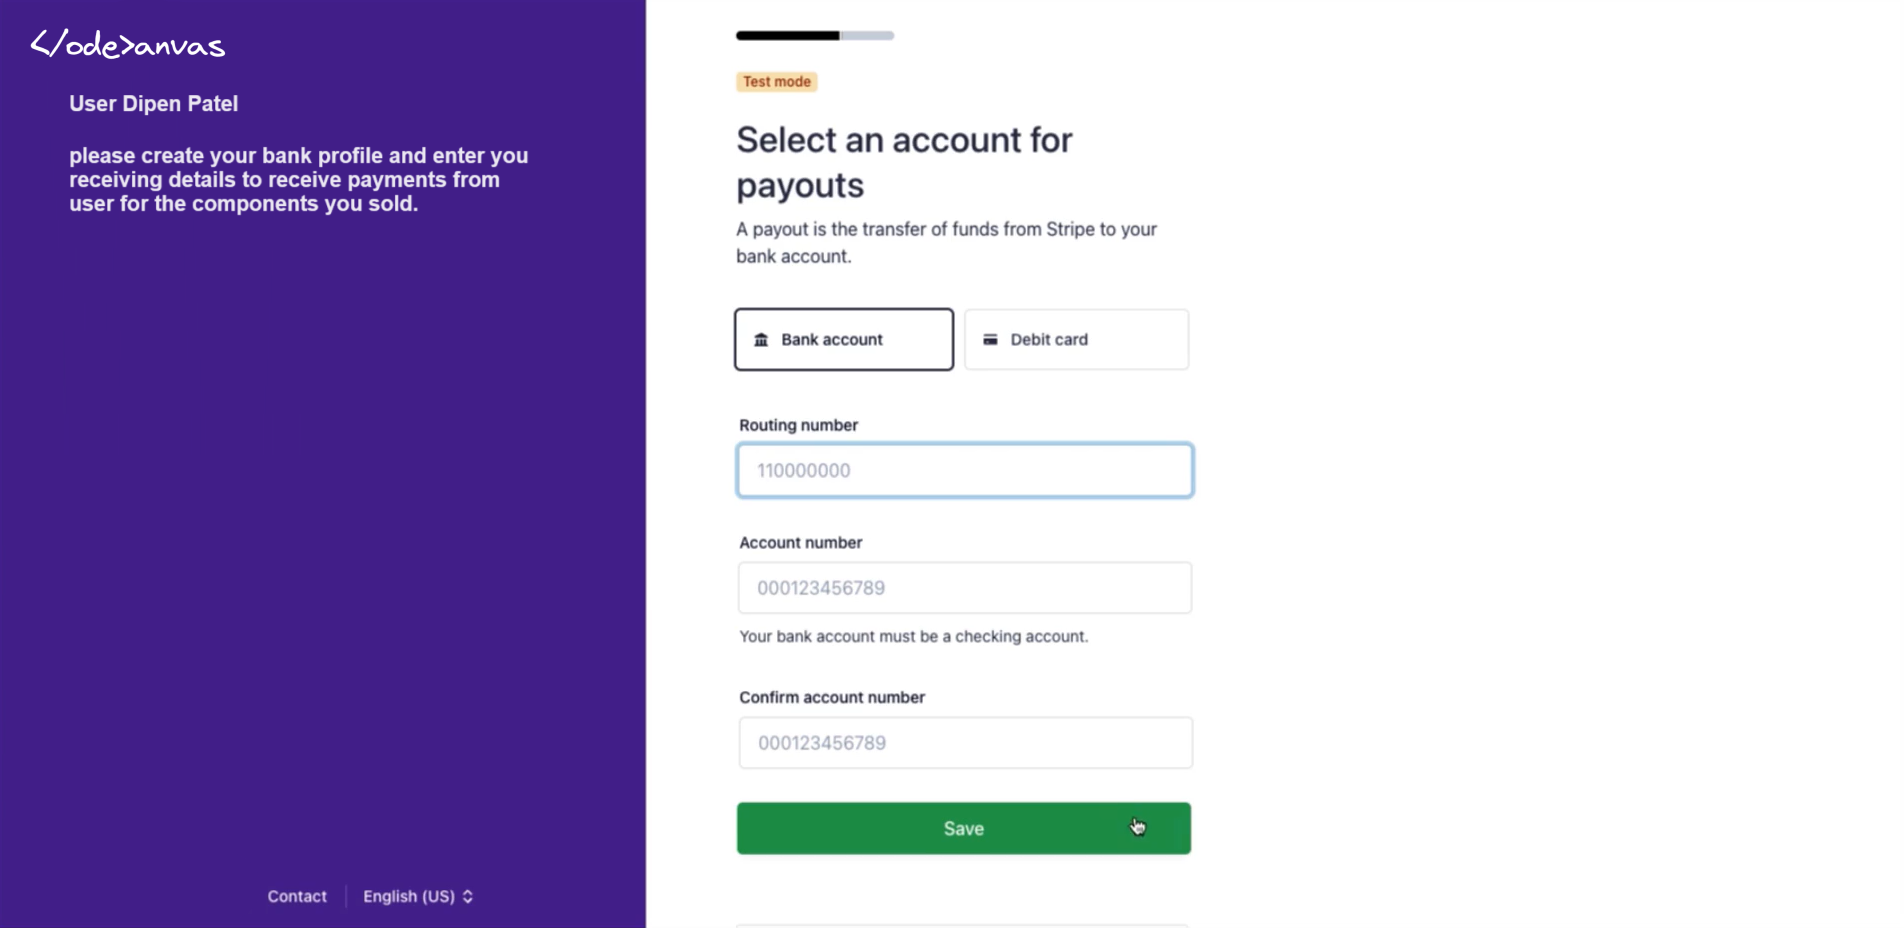 </ode>anvas
User Dipen Patel
please create your bank profile and enter you
receiving details to receive payments from
user for the components you sold.
Contact
English (US)
Test mode
Select an account for
payouts
A payout is the transfer of funds from Stripe to your
bank account.
Bank account
Debit card
Routing number
110000000
Account number
000123456789
Your bank account must be a checking account.
Confirm account number
000123456789
Save